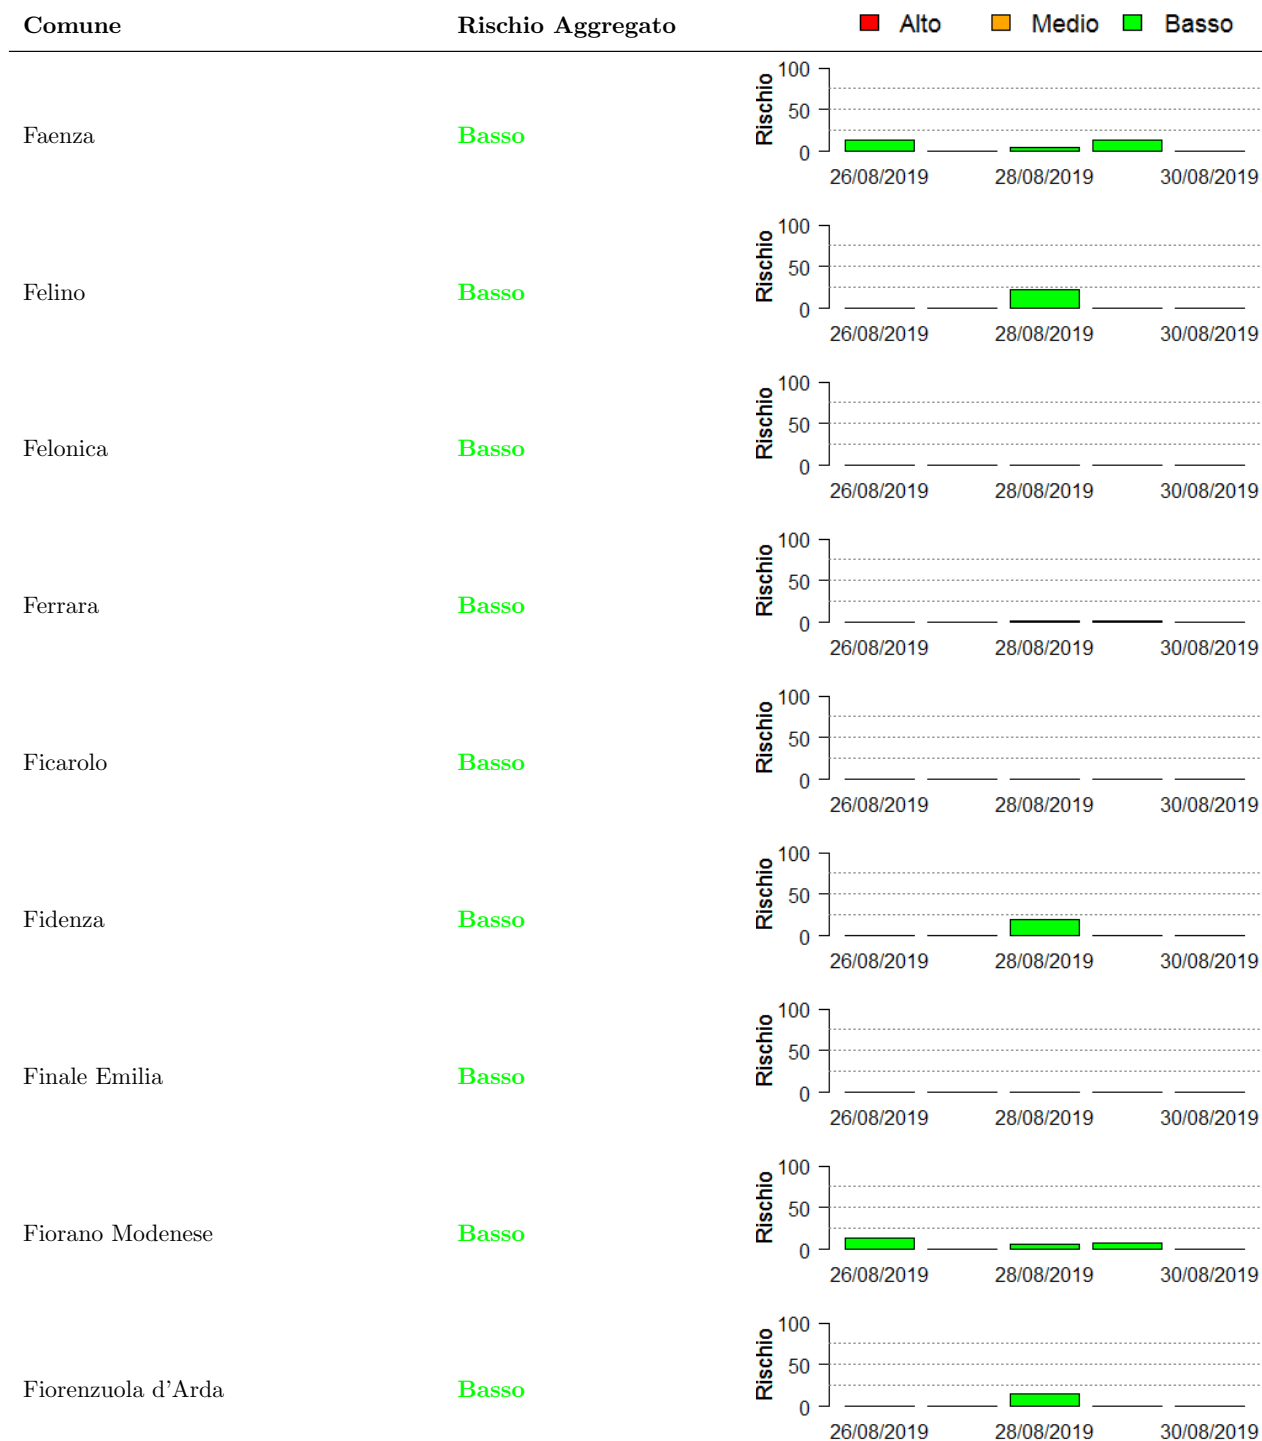 Comune Rischio Aggregato Alto Medio Basso
Faenza Basso Rischio 100 50 0
26/08/2019 28/08/2019 30/08/2019
Felino Basso Rischio 100 50 0
26/08/2019 28/08/2019 30/08/2019
Felonica Basso Rischio 100 50 0
26/08/2019 28/08/2019 30/08/2019
Ferrara Basso Rischio 100 50 0
26/08/2019 28/08/2019 30/08/2019
Ficarolo Basso Rischio 100 50 0
26/08/2019 28/08/2019 30/08/2019
Fidenza Basso Rischio 100 50 0
26/08/2019 28/08/2019 30/08/2019
Finale Emilia Basso Rischio 100 50 0
26/08/2019 28/08/2019 30/08/2019
Fiorano Modenese Basso Rischio 100 50 0
26/08/2019 28/08/2019 30/08/2019
Fiorenzuola d'Arda Basso Rischio 100 50 0
26/08/2019 28/08/2019 30/08/2019